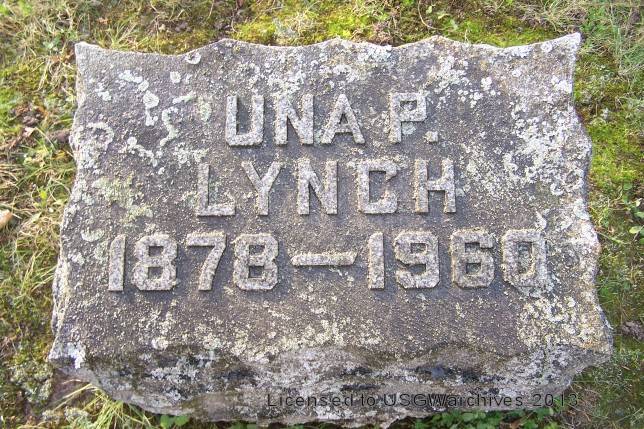 UNA P.
LYNCH
1878—1960
Licensed to USGWarchives 2013